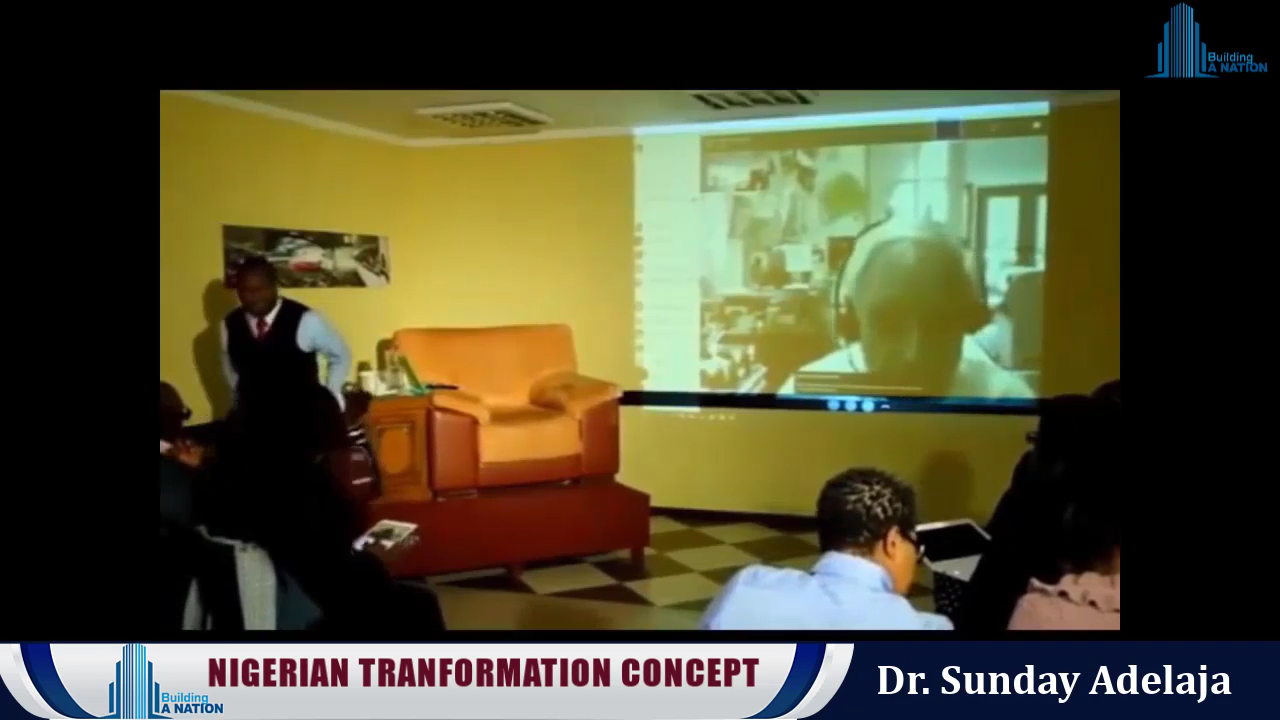 Building
A NATION
NIGERIAN TRANFORMATION CONCEPT
Building
A NATION
Dr. Sunday Adelaja